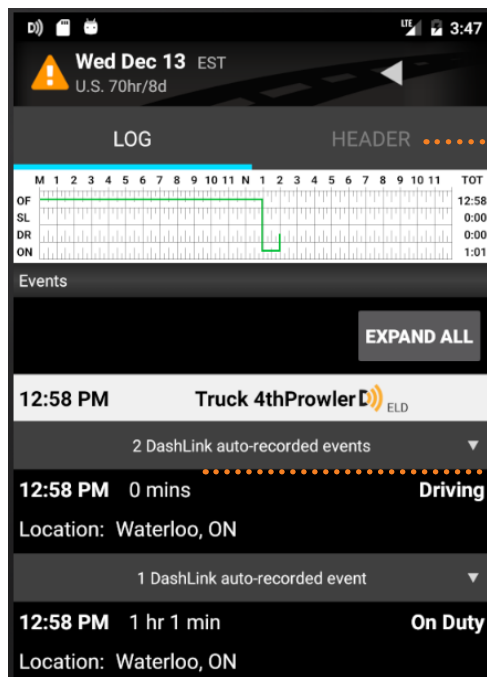 D)) LTE 3:47
Wed Dec 13 EST
U.S. 70hr/8d
LOG HEADER
M 1 2 3 4 5 6 7 8 9 10 11 N 1 2 3 4 5 6 7 8 9 10 11 TOT
OF 12:58
SL 0:00
DR 0:00
ON 1:01
Events
EXPAND ALL
12:58 PM Truck 4thProwler D)) ELD
2 DashLink auto-recorded events
12:58 PM 0 mins Driving
Location: Waterloo, ON
1 DashLink auto-recorded event
12:58 PM 1 hr 1 min On Duty
Location: Waterloo, ON